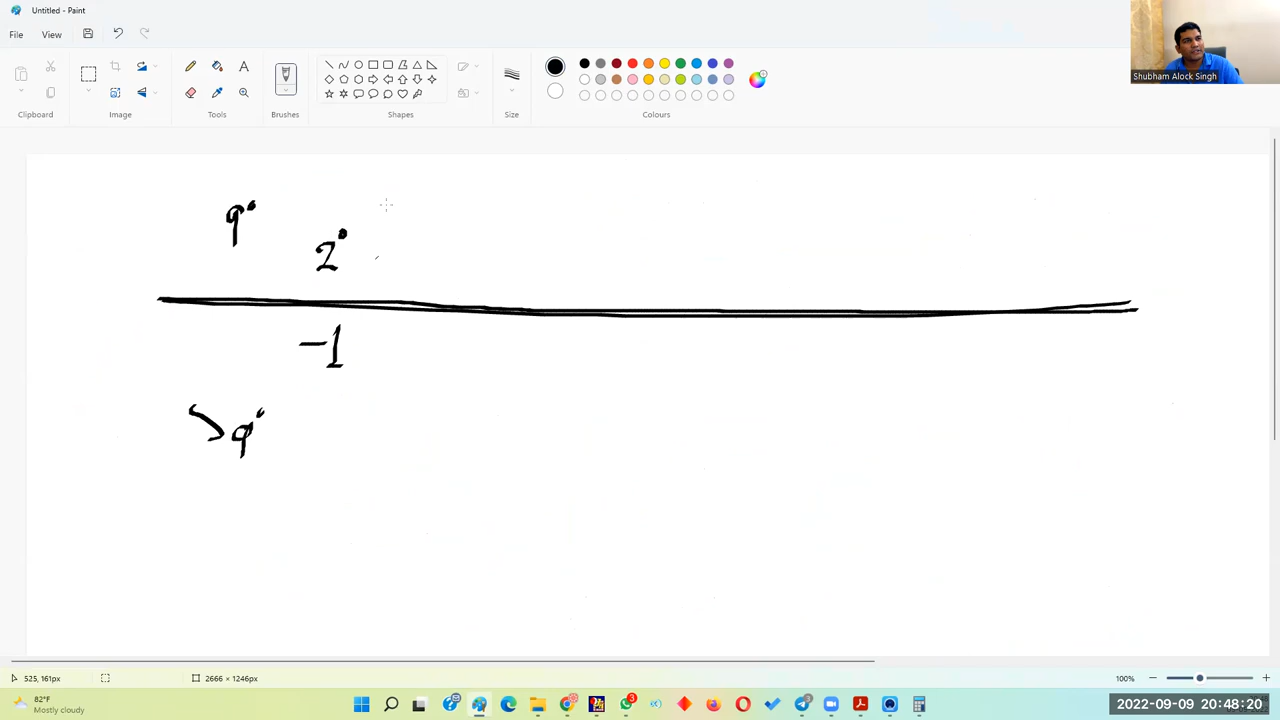 Untitled - Paint
File View
Shubham Alock Singh
Clipboard Image Tools Brushes Shapes Size Colours
9°
2°
-1
9°
525, 161px 2666 × 1246px 100%
82°F
Mostly cloudy
3
2022-09-09 20:48:20